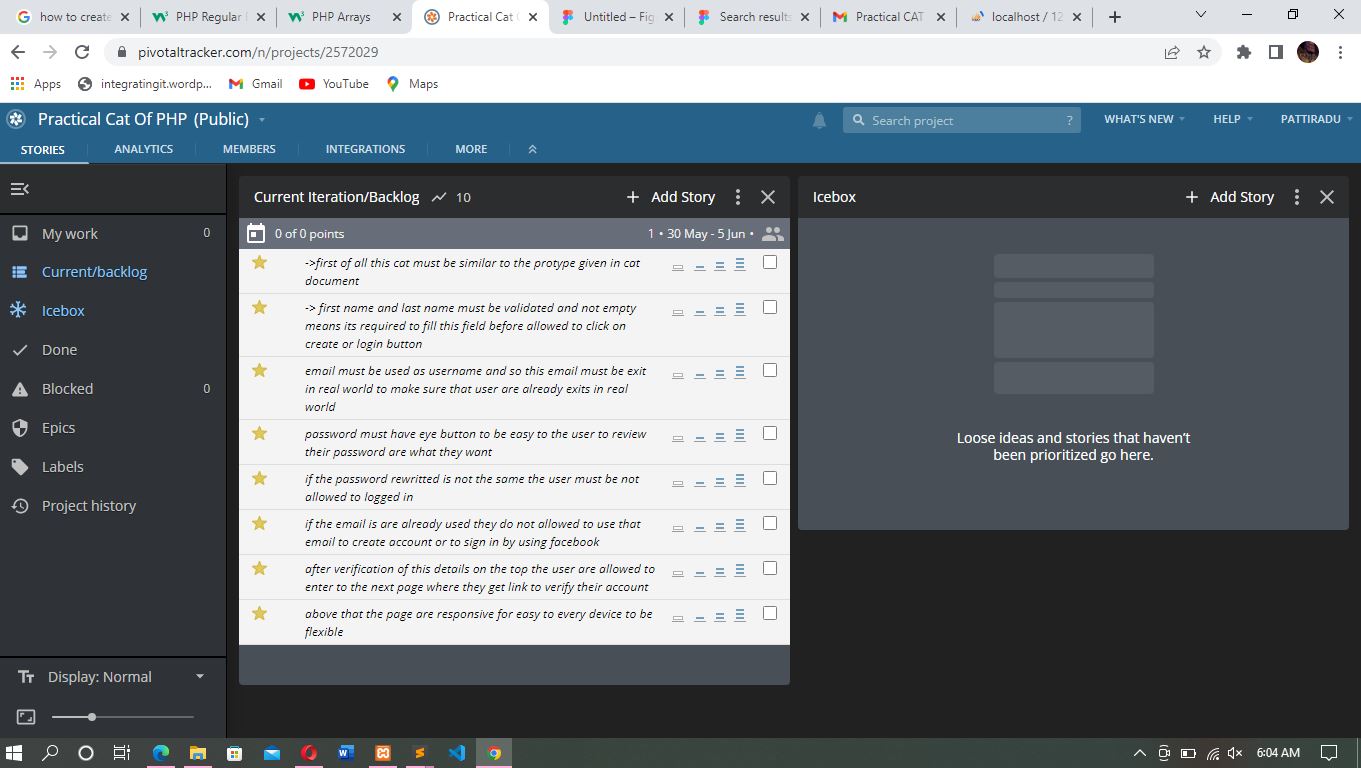 how to create
PHP Regular
PHP Arrays
Practical Cat
Untitled – Fig
Search results
Practical CAT
localhost / 12
pivotaltracker.com/n/projects/2572029
Apps
integratingit.wordp...
Gmail
YouTube
Maps
Practical Cat Of PHP (Public)
Search project
?
WHAT'S NEW
HELP
PATTIRADU
STORIES
ANALYTICS
MEMBERS
INTEGRATIONS
MORE
My work 0
Current/backlog
Icebox
Done
Blocked 0
Epics
Labels
Project history
Display: Normal
Current Iteration/Backlog 10
+ Add Story
0 of 0 points
1 • 30 May - 5 Jun •
->first of all this cat must be similar to the protype given in cat
document
-> first name and last name must be validated and not empty
means its required to fill this field before allowed to click on
create or login button
email must be used as username and so this email must be exit
in real world to make sure that user are already exits in real
world
password must have eye button to be easy to the user to review
their password are what they want
if the password rewritted is not the same the user must be not
allowed to logged in
if the email is are already used they do not allowed to use that
email to create account or to sign in by using facebook
after verification of this details on the top the user are allowed to
enter to the next page where they get link to verify their account
above that the page are responsive for easy to every device to be
flexible
Icebox
+ Add Story
Loose ideas and stories that haven't
been prioritized go here.
6:04 AM